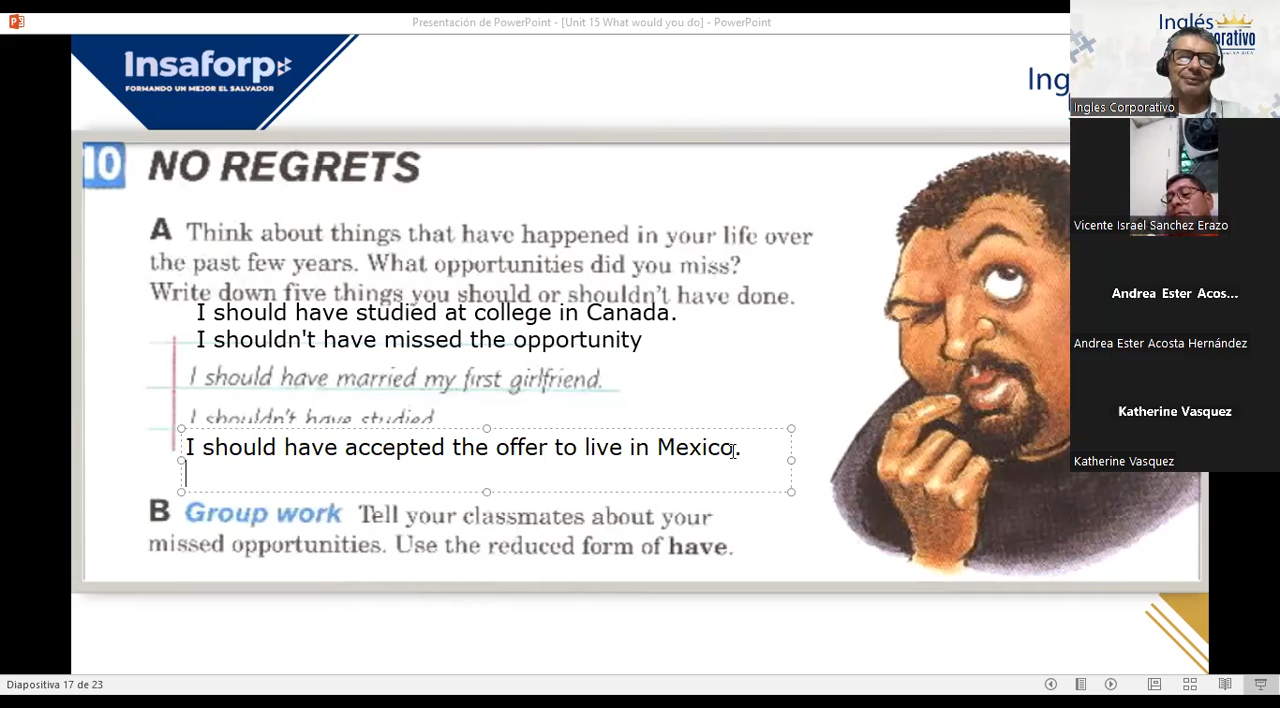 Presentación de PowerPoint - [Unit 15 What would you do] - PowerPoint
Insaforp
FORMANDO UN MEJOR EL SALVADOR
Ing
Inglés
orativo
Ingles Corporativo
Vicente Israel Sanchez Erazo
Andrea Ester Acos...
Andrea Ester Acosta Hernández
Katherine Vasquez
Katherine Vasquez
10 NO REGRETS
A Think about things that have happened in your life over
the past few years. What opportunities did you miss?
Write down five things you should or shouldn't have done.
I should have studied at college in Canada.
I shouldn't have missed the opportunity
I should have married my first girlfriend.
I shouldn't have studied
I should have accepted the offer to live in Mexico.
B Group work Tell your classmates about your
missed opportunities. Use the reduced form of have.
Diapositiva 17 de 23